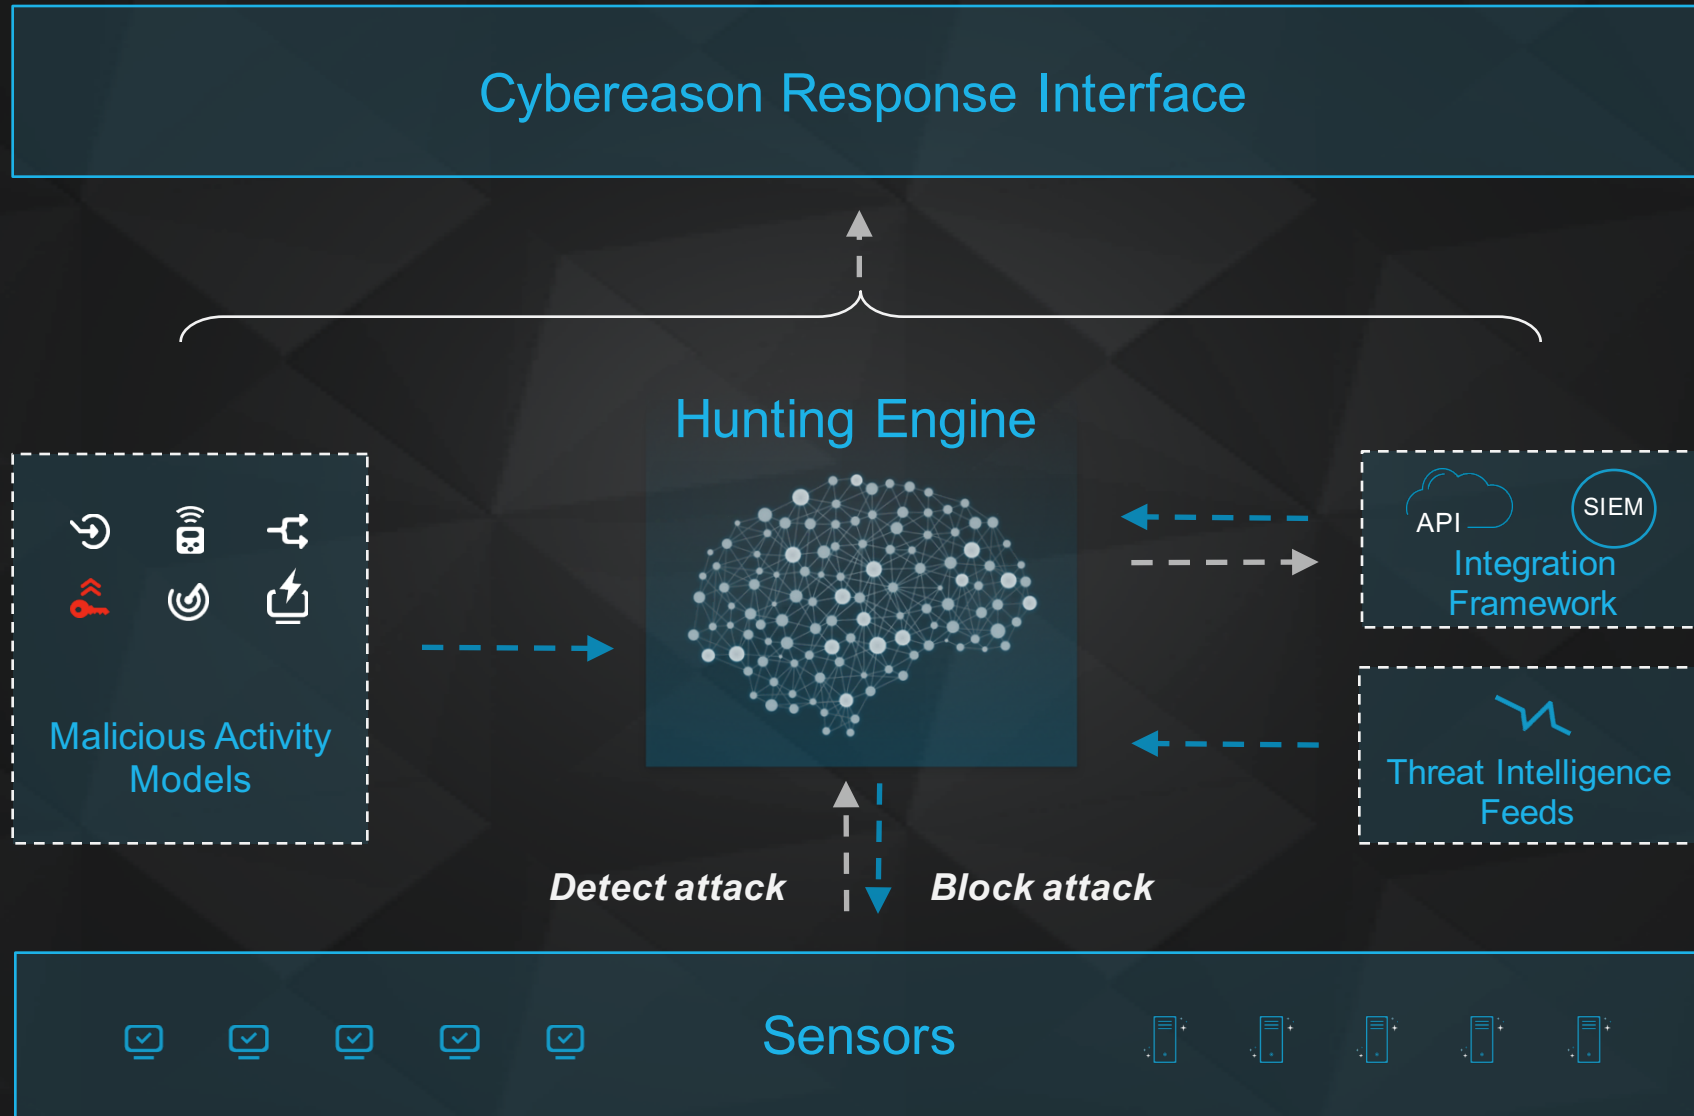 Cybereason Response Interface
Hunting Engine
Malicious Activity
Models
API
SIEM
Integration
Framework
Threat Intelligence
Feeds
Detect attack
Block attack
Sensors